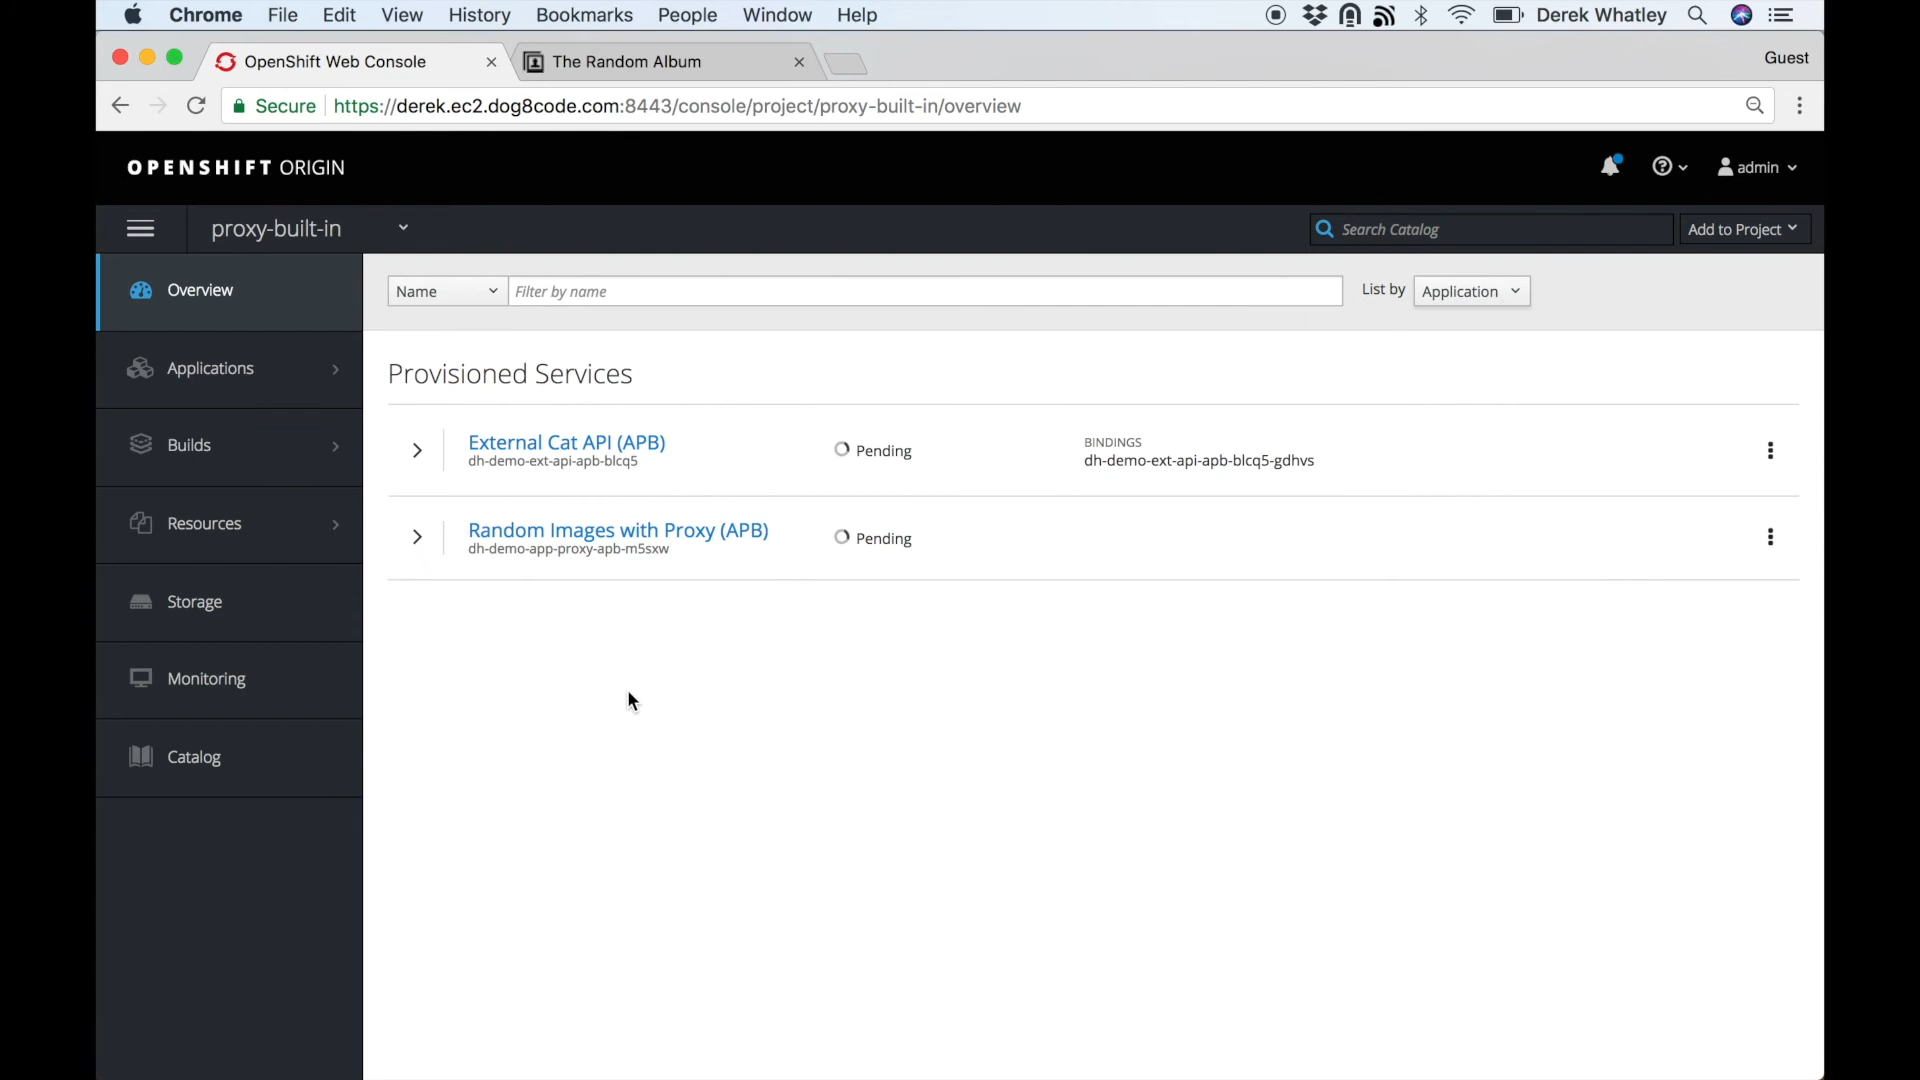 Chrome File Edit View History Bookmarks People Window Help Derek Whatley
OpenShift Web Console The Random Album Guest
Secure https://derek.ec2.dog8code.com:8443/console/project/proxy-built-in/overview
OPENSHIFT ORIGIN admin
proxy-built-in Search Catalog Add to Project
Overview
Name Filter by name List by Application
Applications
Provisioned Services
Builds
External Cat API (APB) Pending BINDINGS
dh-demo-ext-api-apb-blcq5 dh-demo-ext-api-apb-blcq5-gdhvs
Resources
Random Images with Proxy (APB) Pending
dh-demo-app-proxy-apb-m5sxw
Storage
Monitoring
Catalog